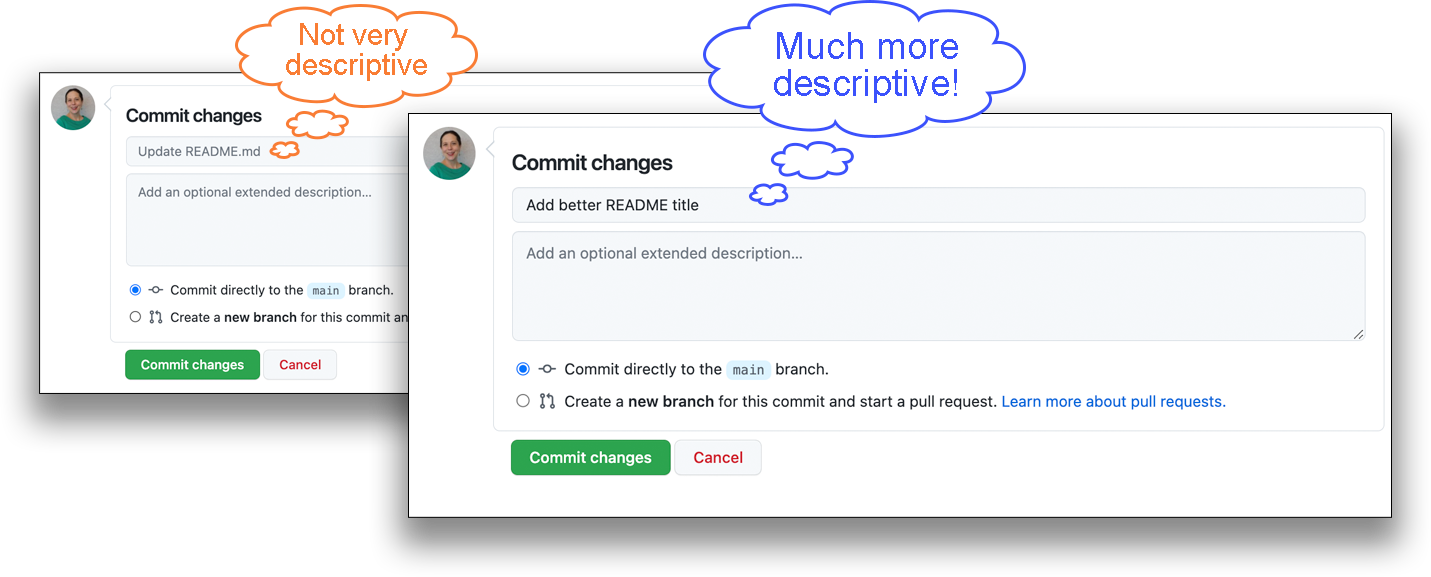 Not very
descriptive
Commit changes
Update README.md
Add an optional extended description...
Commit directly to the main branch.
Create a new branch for this commit an
Commit changes
Cancel
Much more
descriptive!
Commit changes
Add better README title
Add an optional extended description...
Commit directly to the main branch.
Create a new branch for this commit and start a pull request. Learn more about pull requests.
Commit changes
Cancel